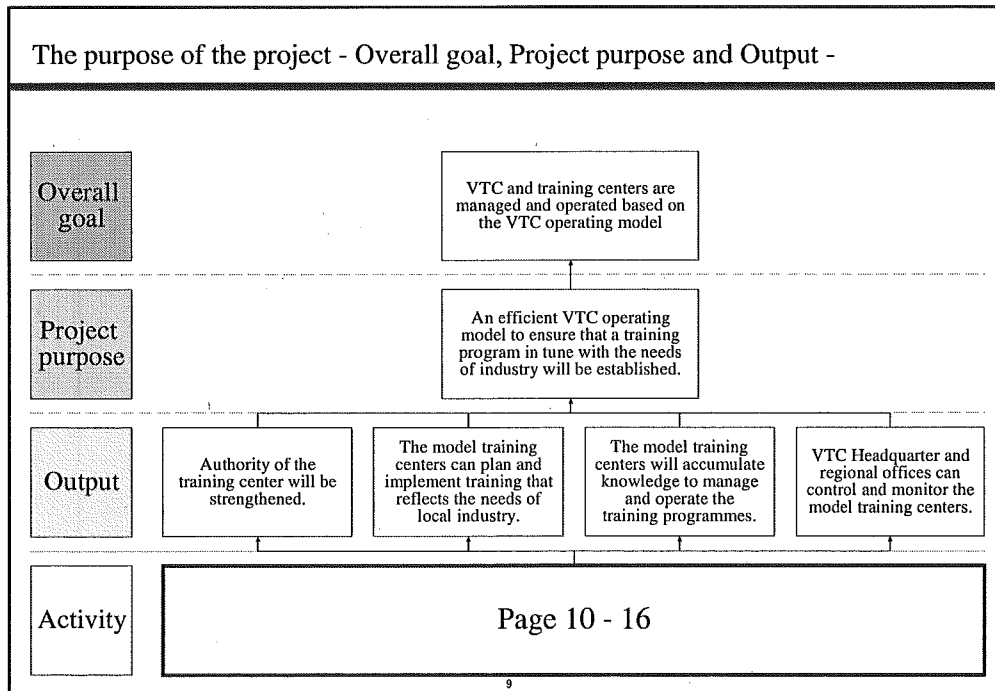 The purpose of the project - Overall goal, Project purpose and Output -
Overall
goal
VTC and training centers are
managed and operated based on
the VTC operating model
Project
purpose
An efficient VTC operating
model to ensure that a training
program in tune with the needs
of industry will be established.
Output
Authority of the
training center will be
strengthened.
The model training
centers can plan and
implement training that
reflects the needs of
local industry.
The model training
centers will accumulate
knowledge to manage
and operate the
training programmes.
VTC Headquarter and
regional offices can
control and monitor the
model training centers.
Activity
Page 10 - 16
9